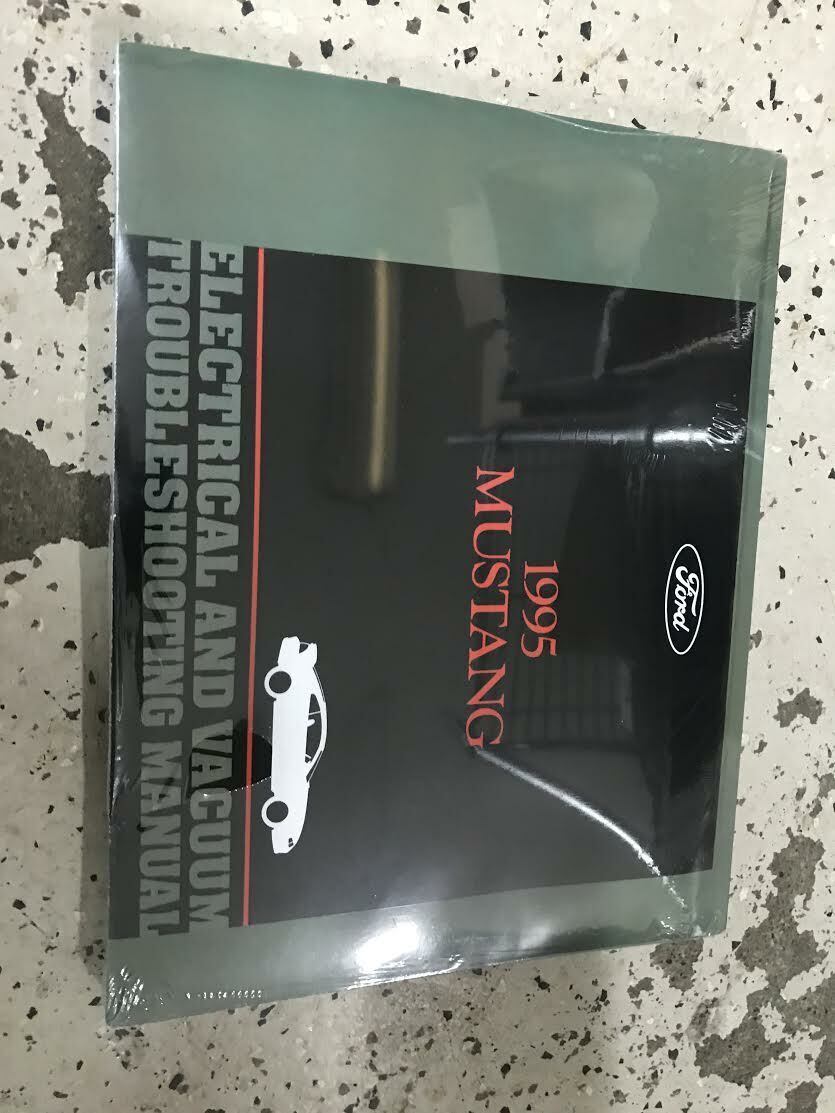 Ford
1995
MUSTANG
ELECTRICAL AND VACUUM
TROUBLESHOOTING MANUAL